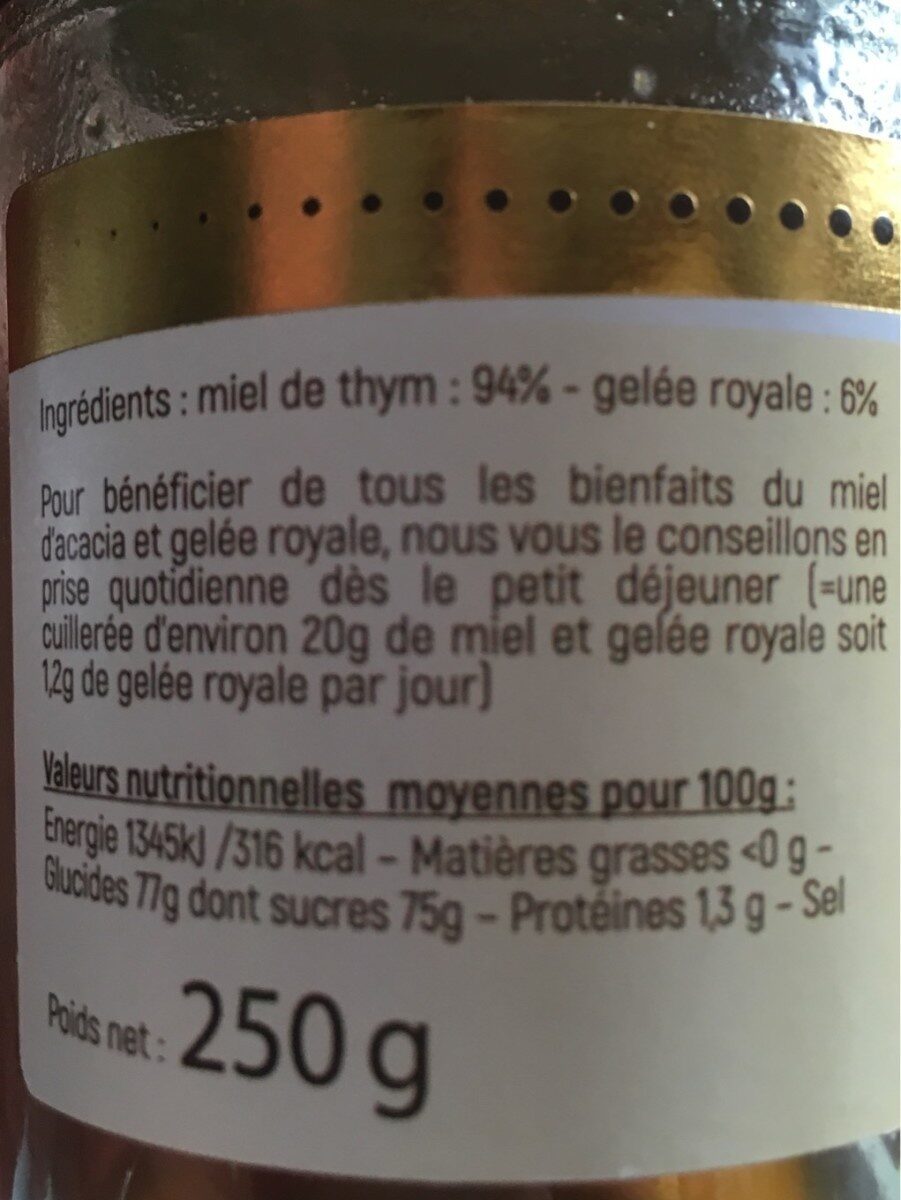 Ingrédients : miel de thym : 94% - gelée royale : 6%
Pour bénéficier de tous les bienfaits du miel
d'acacia et gelée royale, nous vous le conseillons en
prise quotidienne dès le petit déjeuner (=une
cuillerée d'environ 20g de miel et gelée royale soit
1,2g de gelée royale par jour)
Valeurs nutritionnelles moyennes pour 100g :
Energie 1345kJ /316 kcal - Matières grasses <0 g -
Glucides 77g dont sucres 75g - Protéines 1,3 g - Sel
Poids net : 250 g